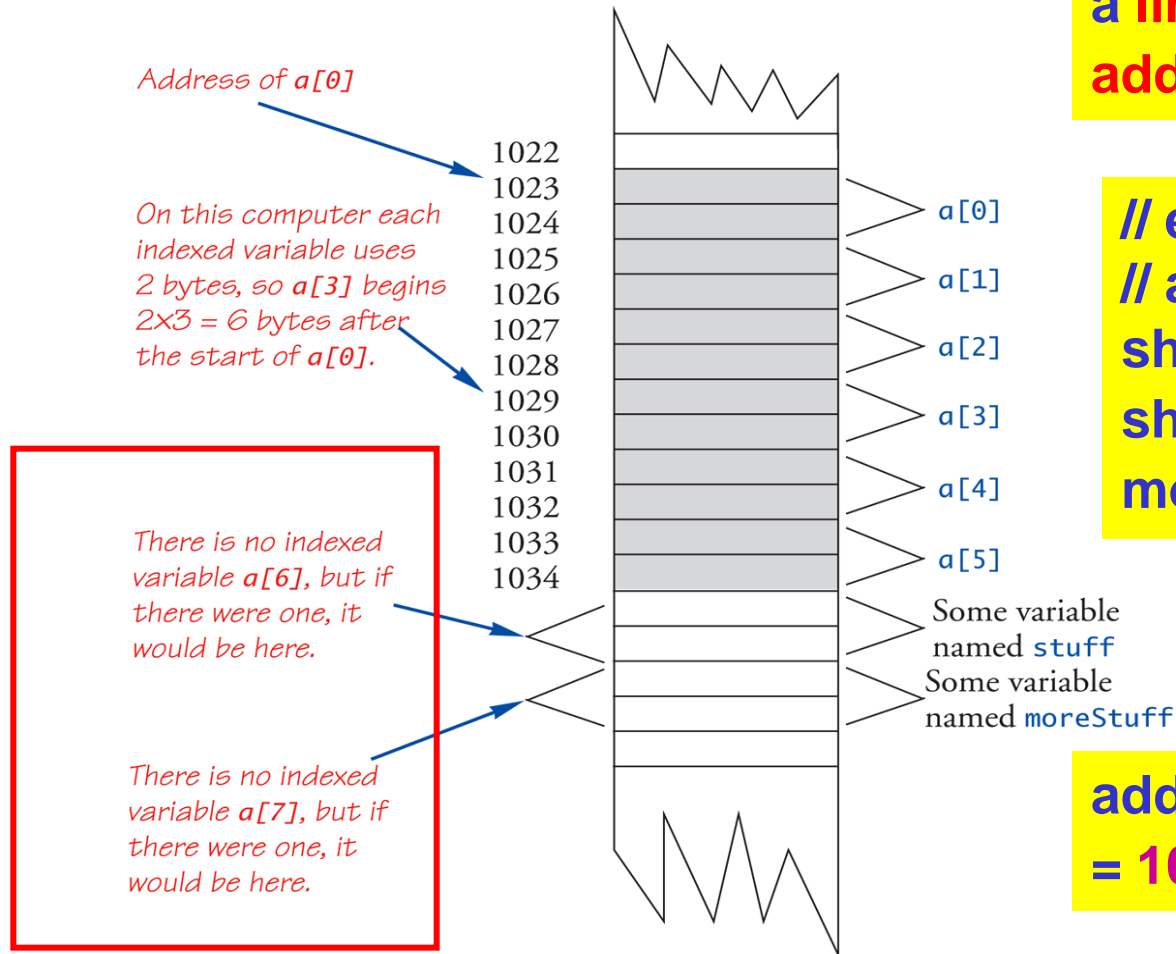 Address of a[0]
On this computer each
indexed variable uses
2 bytes, so a[3] begins
2×3 = 6 bytes after
the start of a[0].
There is no indexed
variable a[6], but if
there were one, it
would be here.
There is no indexed
variable a[7], but if
there were one, it
would be here.
1022
1023
1024
1025
1026
1027
1028
1029
1030
1031
1032
1033
1034
a[0]
a[1]
a[2]
a[3]
a[4]
a[5]
Some variable
named stuff
Some variable
named moreStuff
a
//
// a
= 10